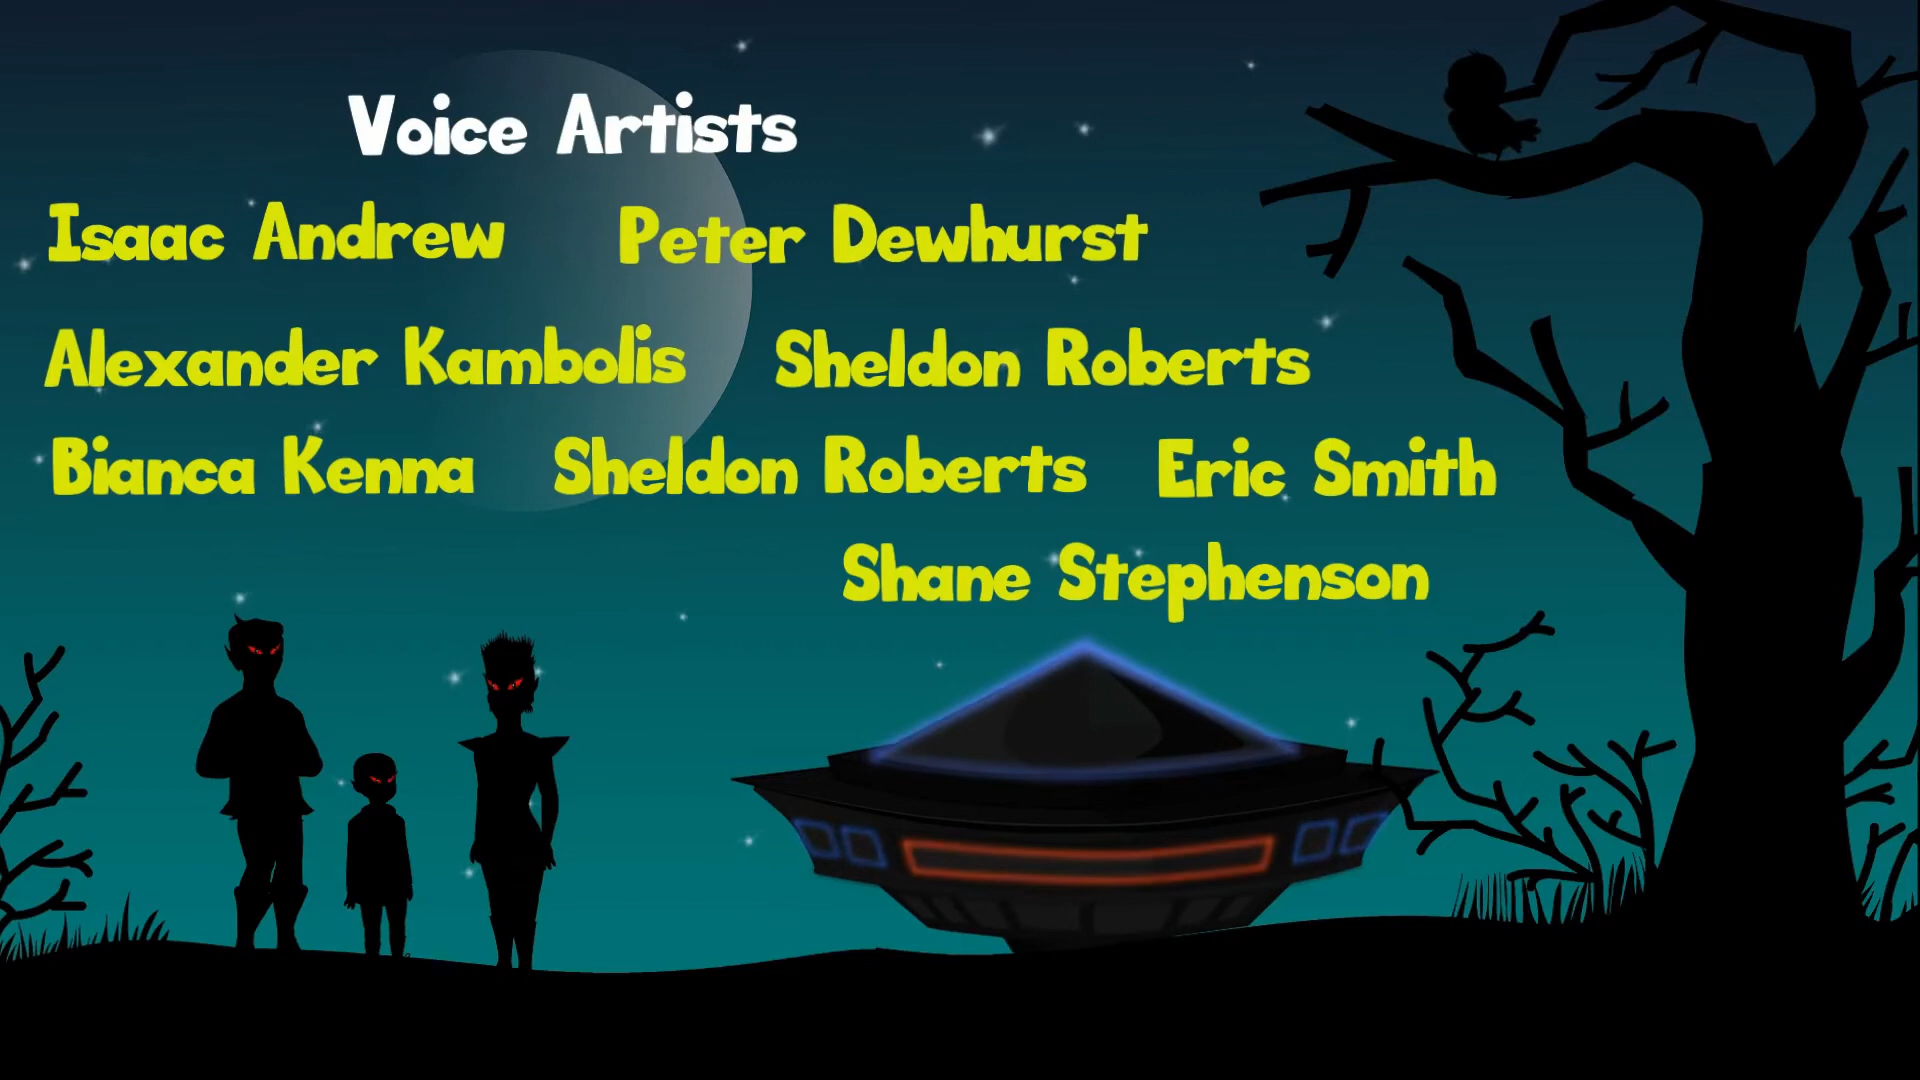 Voice Artists
Isaac Andrew Peter Dewhurst
Alexander Kambolis Sheldon Roberts
Bianca Kenna Sheldon Roberts Eric Smith
Shane Stephenson